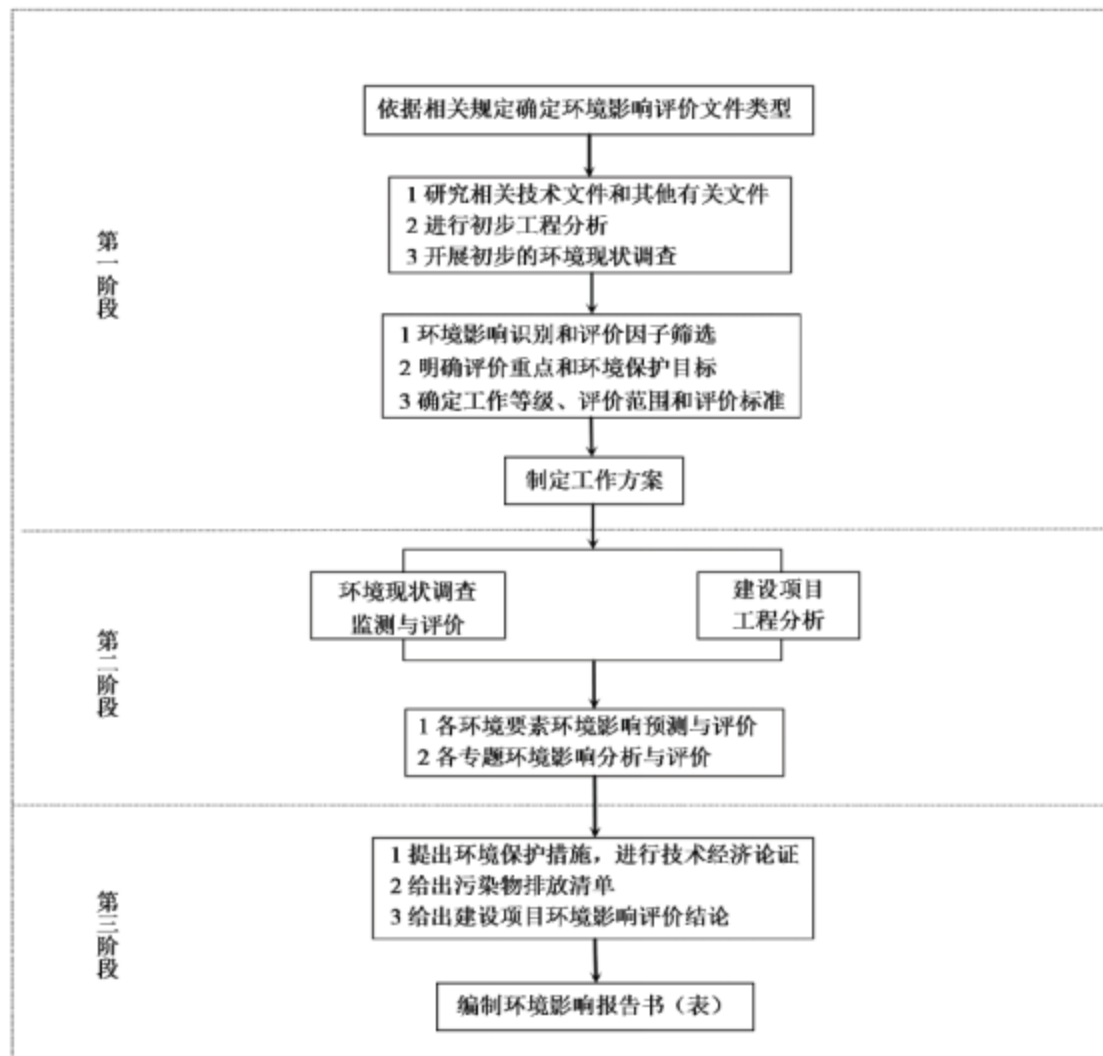 依据相关规定确定环境影响评价文件类型
1 研究相关技术文件和其他有关文件
2 进行初步工程分析
3 开展初步的环境现状调查
第一阶段
1 环境影响识别和评价因子筛选
2 明确评价重点和环境保护目标
3 确定工作等级、评价范围和评价标准
制定工作方案
环境现状调查
监测与评价
建设项目
工程分析
第二阶段
1 各环境要素环境影响预测与评价
2 各专题环境影响分析与评价
1 提出环境保护措施，进行技术经济论证
2 给出污染物排放清单
3 给出建设项目环境影响评价结论
第三阶段
编制环境影响报告书（表）